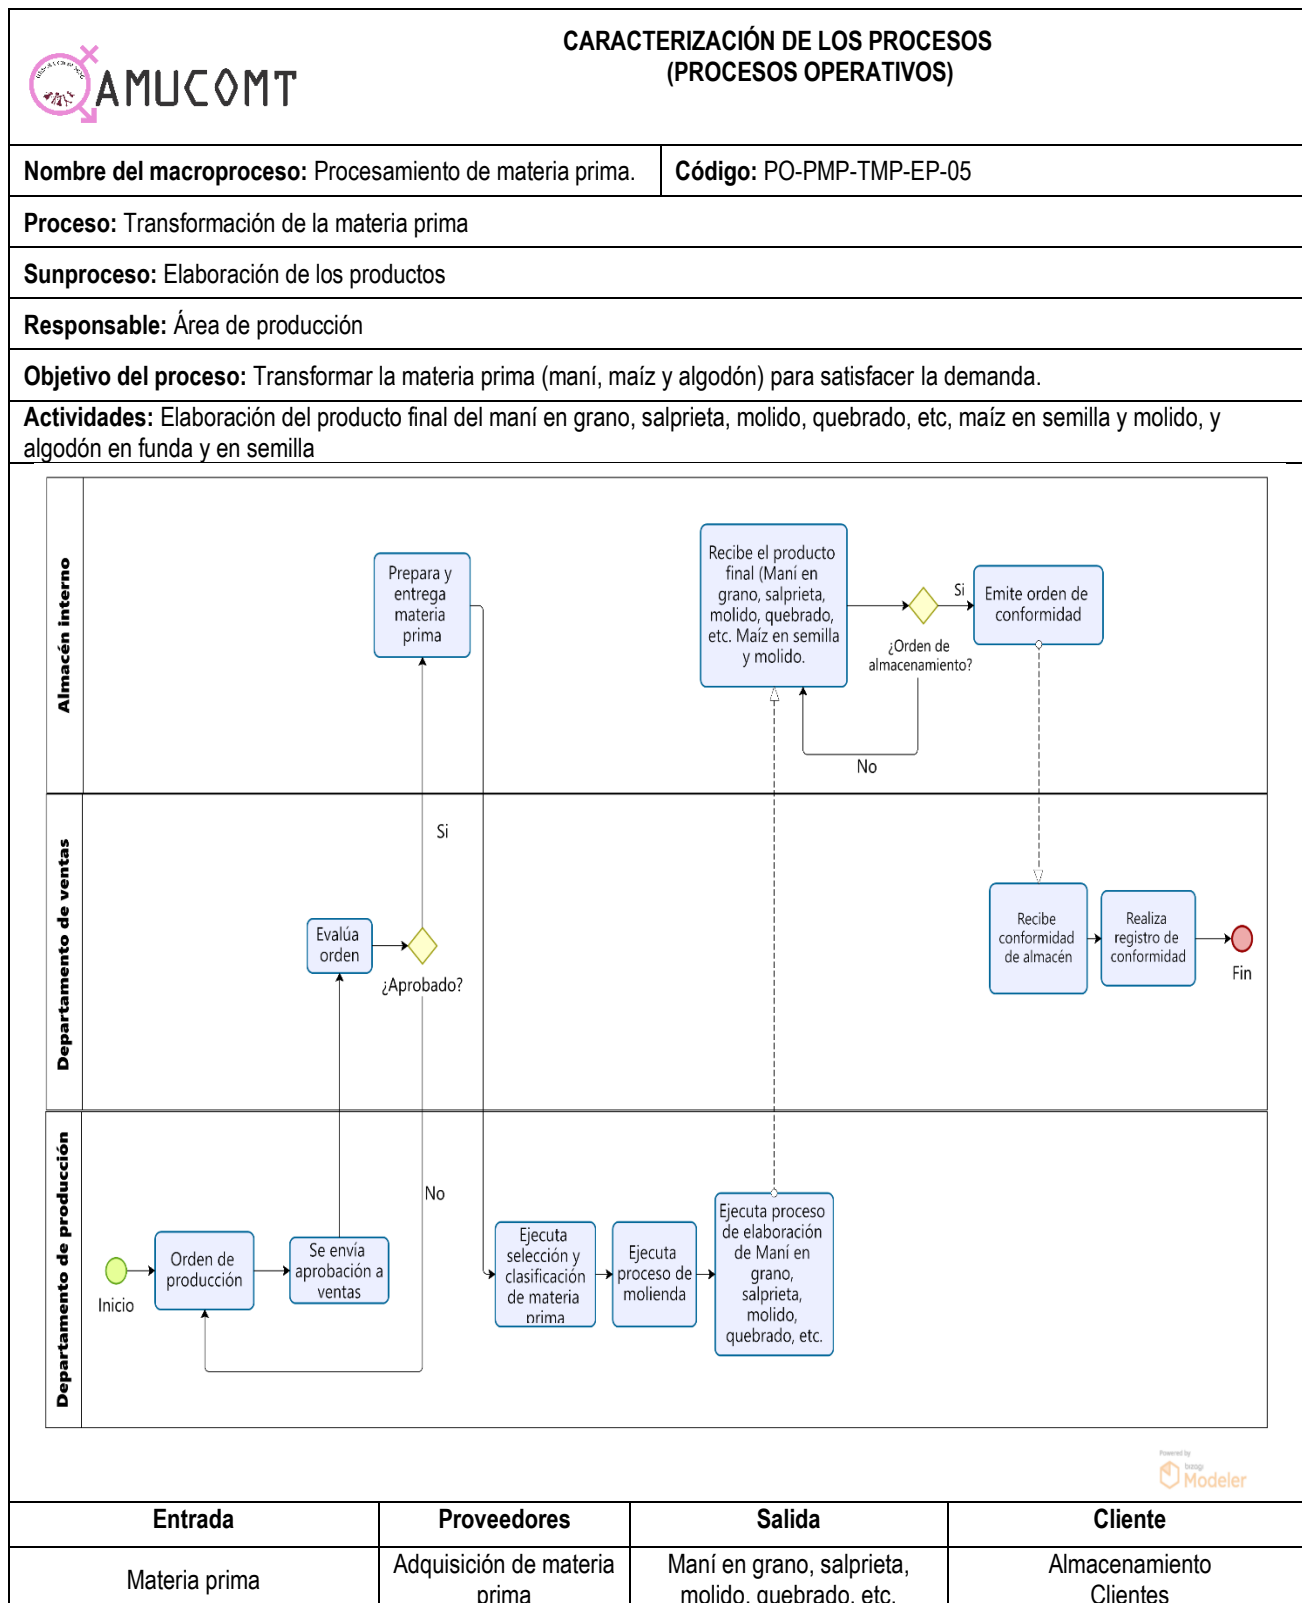 CARACTERIZACIÓN DE LOS PROCESOS
(PROCESOS OPERATIVOS)
AMUCOMT
Nombre del macroproceso: Procesamiento de materia prima.
Código: PO-PMP-TMP-EP-05
Proceso: Transformación de la materia prima
Sunproceso: Elaboración de los productos
Responsable: Área de producción
Objetivo del proceso: Transformar la materia prima (maní, maíz y algodón) para satisfacer la demanda.
Actividades: Elaboración del producto final del maní en grano, salprieta, molido, quebrado, etc, maíz en semilla y molido, y
algodón en funda y en semilla
Almacén interno
Prepara y
entrega
materia
prima
Recibe el producto
final (Maní en
grano, salprieta,
molido, quebrado,
etc. Maíz en semilla
y molido.
¿Orden de
almacenamiento?
Si
No
Emite orden de
conformidad
Departamento de ventas
Si
Evalúa
orden
¿Aprobado?
Recibe
conformidad
de almacén
Realiza
registro de
conformidad
Fin
Departamento de producción
No
Inicio
Orden de
producción
Se envía
aprobación a
ventas
Ejecuta
selección y
clasificación
de materia
prima
Ejecuta
proceso de
molienda
Ejecuta proceso
de elaboración
de Maní en
grano,
salprieta,
molido,
quebrado, etc.
Powered by
bizagi
Modeler
Entrada
Proveedores
Salida
Cliente
Materia prima
Adquisición de materia
prima
Maní en grano, salprieta,
molido, quebrado, etc.
Almacenamiento
Clientes